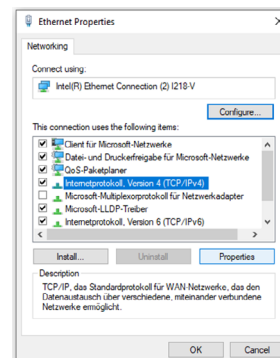 Ethernet Properties
Networking
Connect using:
Intel(R) Ethernet Connection (2) I218-V
Configure...
This connection uses the following items:
Client für Microsoft-Netzwerke
Datei- und Druckerfreigabe für Microsoft-Netzwerke
QoS-Paketplaner
Internetprotokoll, Version 4 (TCP/IPv4)
Microsoft-Multiplexorprotokoll für Netzwerkadapter
Microsoft-LLDP-Treiber
Internetprotokoll, Version 6 (TCP/IPv6)
Install...
Uninstall
Properties
Description
TCP/IP, das Standardprotokoll für WAN-Netzwerke, das den
Datenaustausch über verschiedene, miteinander verbundene
Netzwerke ermöglicht.
OK
Cancel